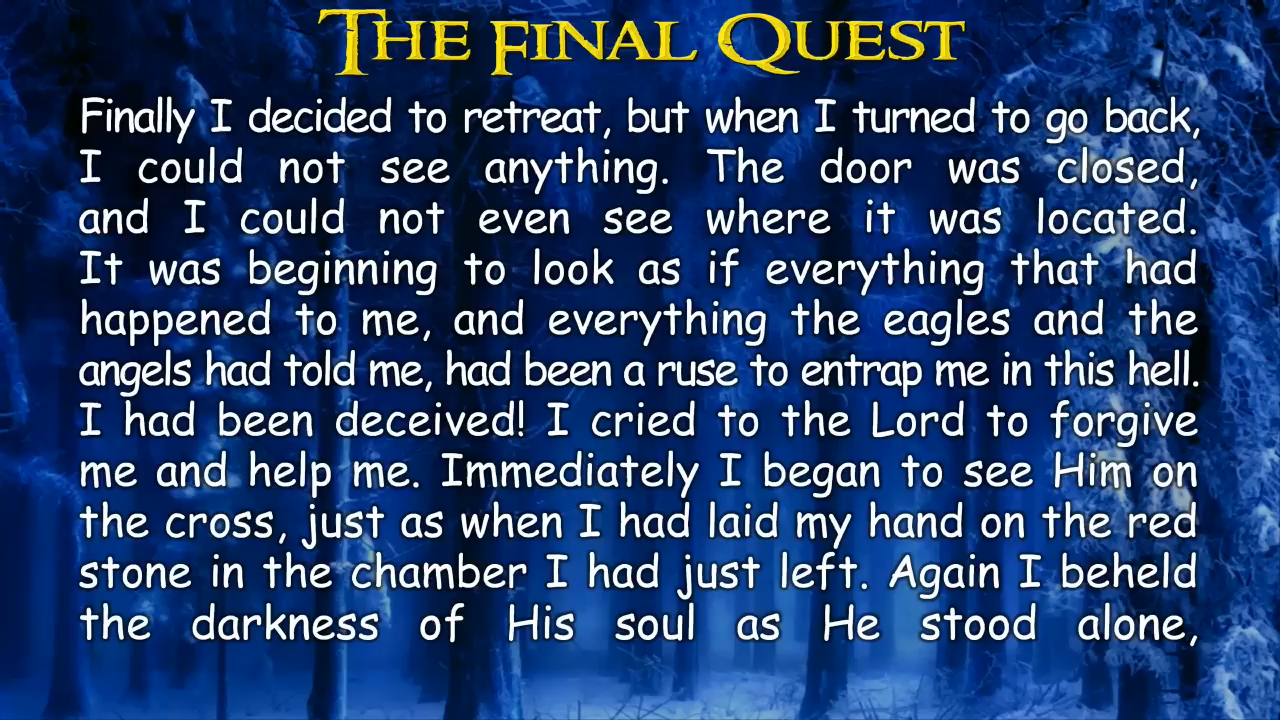 The Final Quest
Finally I decided to retreat, but when I turned to go back,
I could not see anything. The door was closed,
and I could not even see where it was located.
It was beginning to look as if everything that had
happened to me, and everything the eagles and the
angels had told me, had been a ruse to entrap me in this hell.
I had been deceived! I cried to the Lord to forgive
me and help me. Immediately I began to see Him on
the cross, just as when I had laid my hand on the red
stone in the chamber I had just left. Again I beheld
the darkness of His soul as He stood alone,